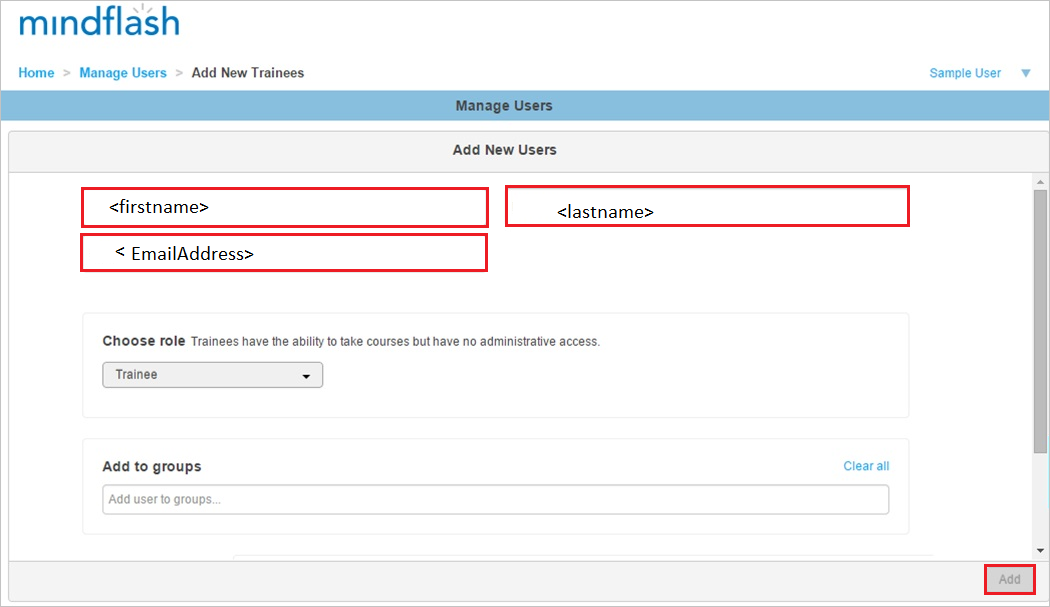 mindflash
Home > Manage Users > Add New Trainees
Sample User
Manage Users
Add New Users
<firstname>
<lastname>
< EmailAddress>
Choose role Trainees have the ability to take courses but have no administrative access.
Trainee
Add to groups
Clear all
Add user to groups...
Add